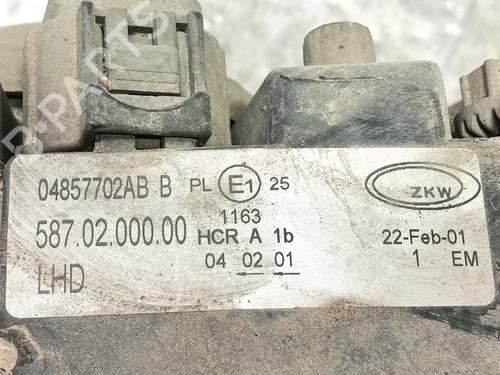 B-PARTS
04857702AB B PL E1 25
ZKW
587.02.000.00
1163
HCR A 1b
22-Feb-01
LHD
04 02 01
1 EM